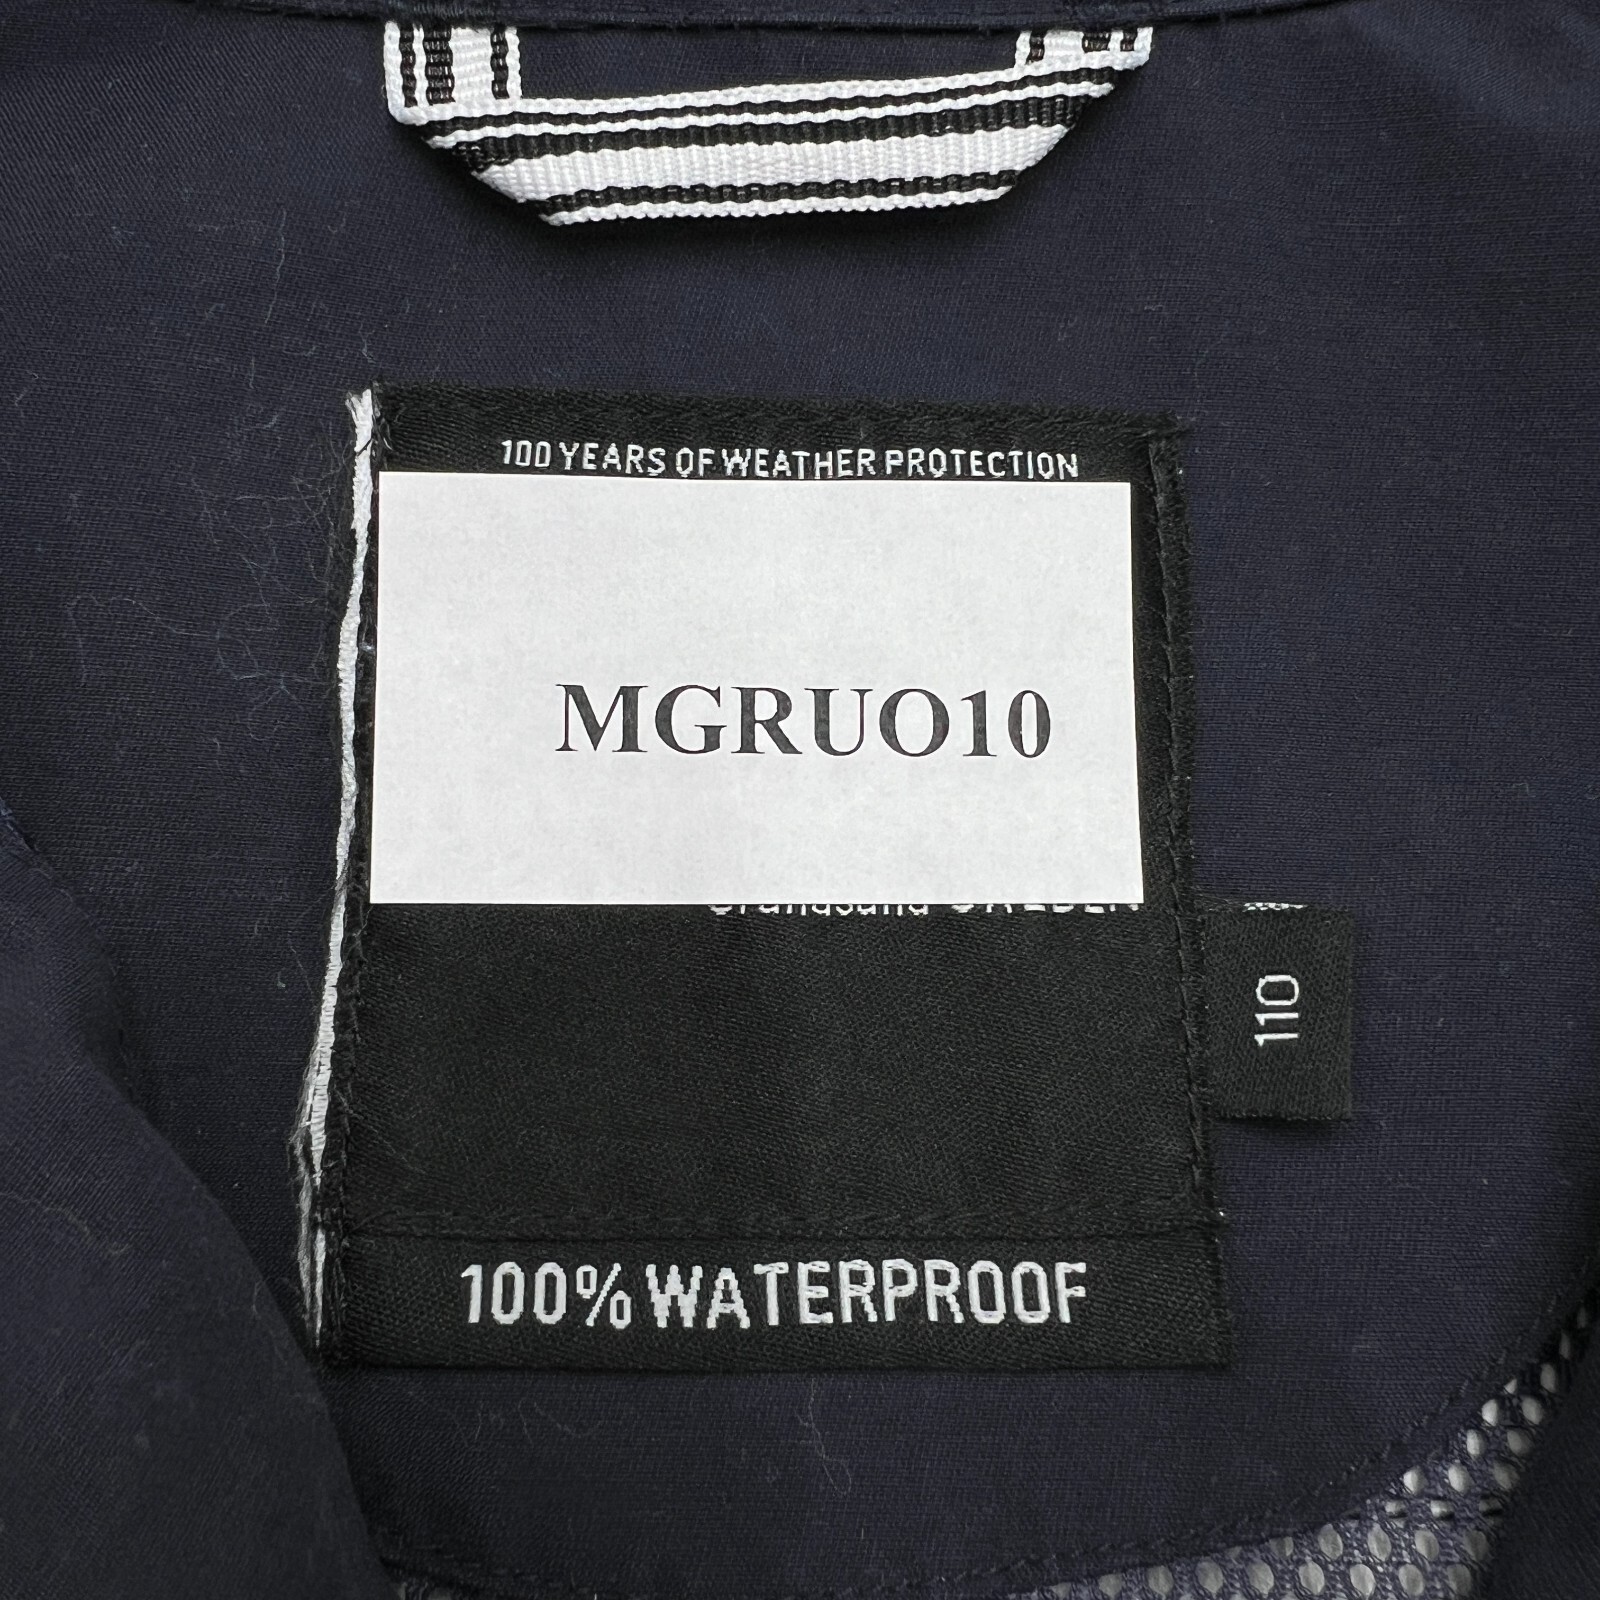 100 YEARS OF WEATHER PROTECTION
MGRUO10
110
100% WATERPROOF